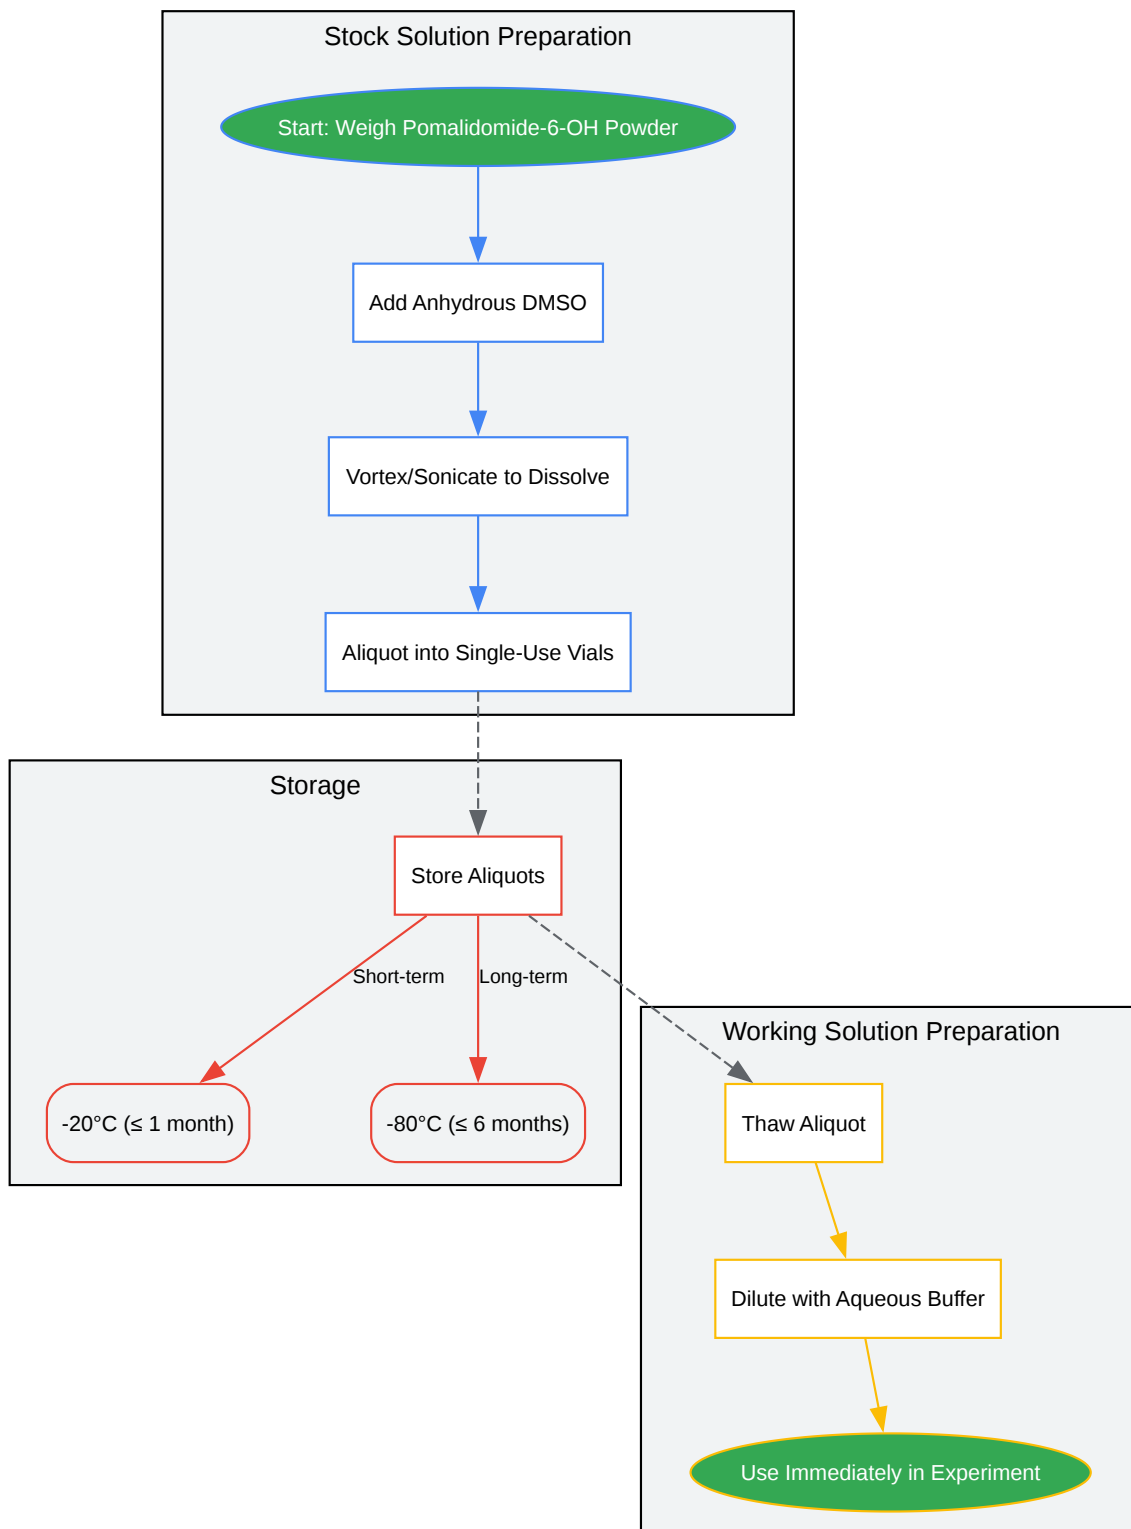 Stock Solution Preparation
Start: Weigh Pomalidomide-6-OH Powder
Add Anhydrous DMSO
Vortex/Sonicate to Dissolve
Aliquot into Single-Use Vials
Storage
Store Aliquots
Short-term
Long-term
-20°C (≤ 1 month)
-80°C (≤ 6 months)
Working Solution Preparation
Thaw Aliquot
Dilute with Aqueous Buffer
Use Immediately in Experiment